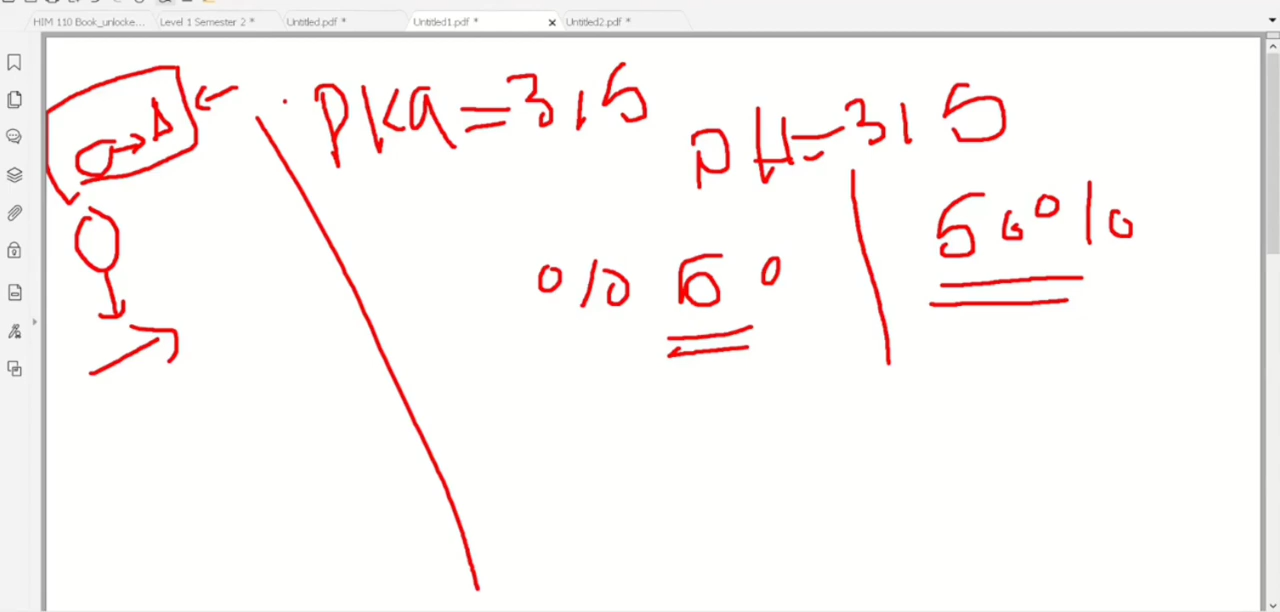 HIM 110 Book_unlocke... Level 1 Semester 2 * Untitled.pdf * Untitled1.pdf * Untitled2.pdf *
PKa=3,5
PH=3,5
50%
%50